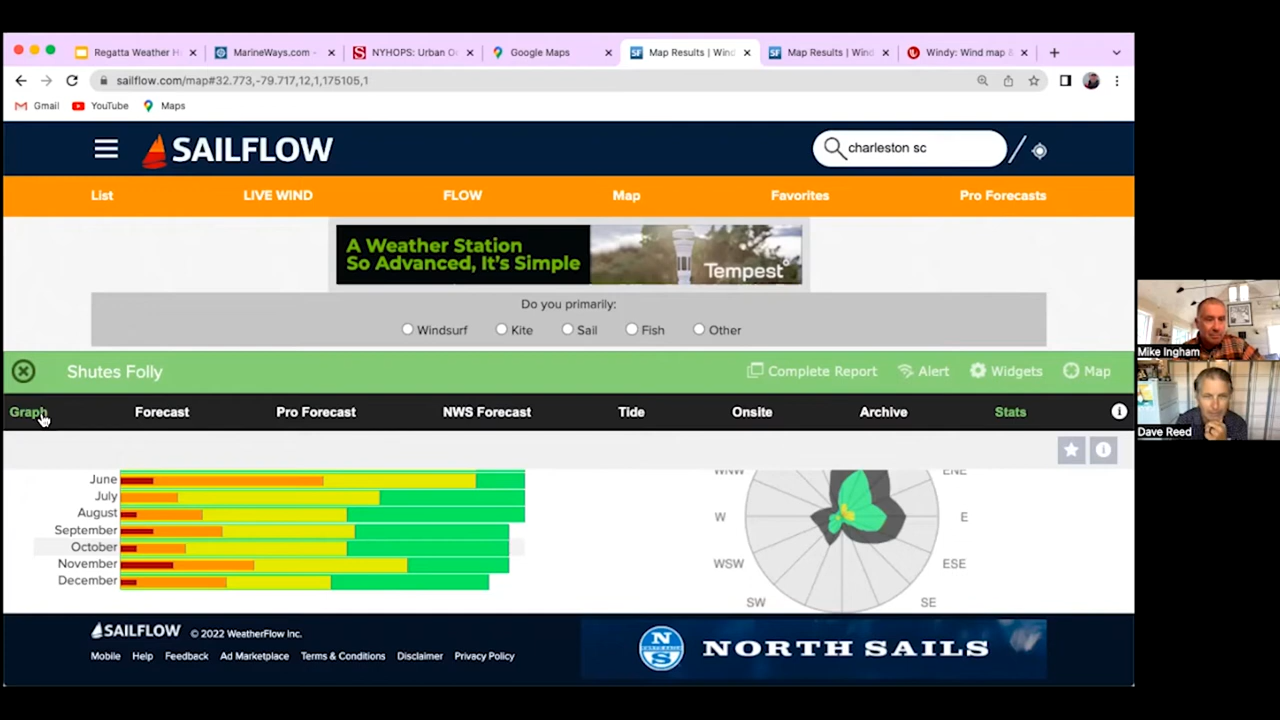 Regatta Weather H
MarineWays.com -
NYHOPS: Urban O
Google Maps
Map Results | Wind
Map Results | Wind
Windy: Wind map &
sailflow.com/map#32.773,-79.717,12,1,175105,1
Gmail YouTube Maps
SAILFLOW
charleston sc
List LIVE WIND FLOW Map Favorites Pro Forecasts
A Weather Station
So Advanced, It's Simple
Tempest
Do you primarily:
Windsurf Kite Sail Fish Other
Shutes Folly
Complete Report Alert Widgets Map
Graph Forecast Pro Forecast NWS Forecast Tide Onsite Archive Stats
June
July
August
September
October
November
December
WNW
ENE
W
E
WSW
ESE
SW
SE
SAILFLOW © 2022 WeatherFlow Inc.
Mobile Help Feedback Ad Marketplace Terms & Conditions Disclaimer Privacy Policy
NS
NORTH SAILS
Mike Ingham
Dave Reed